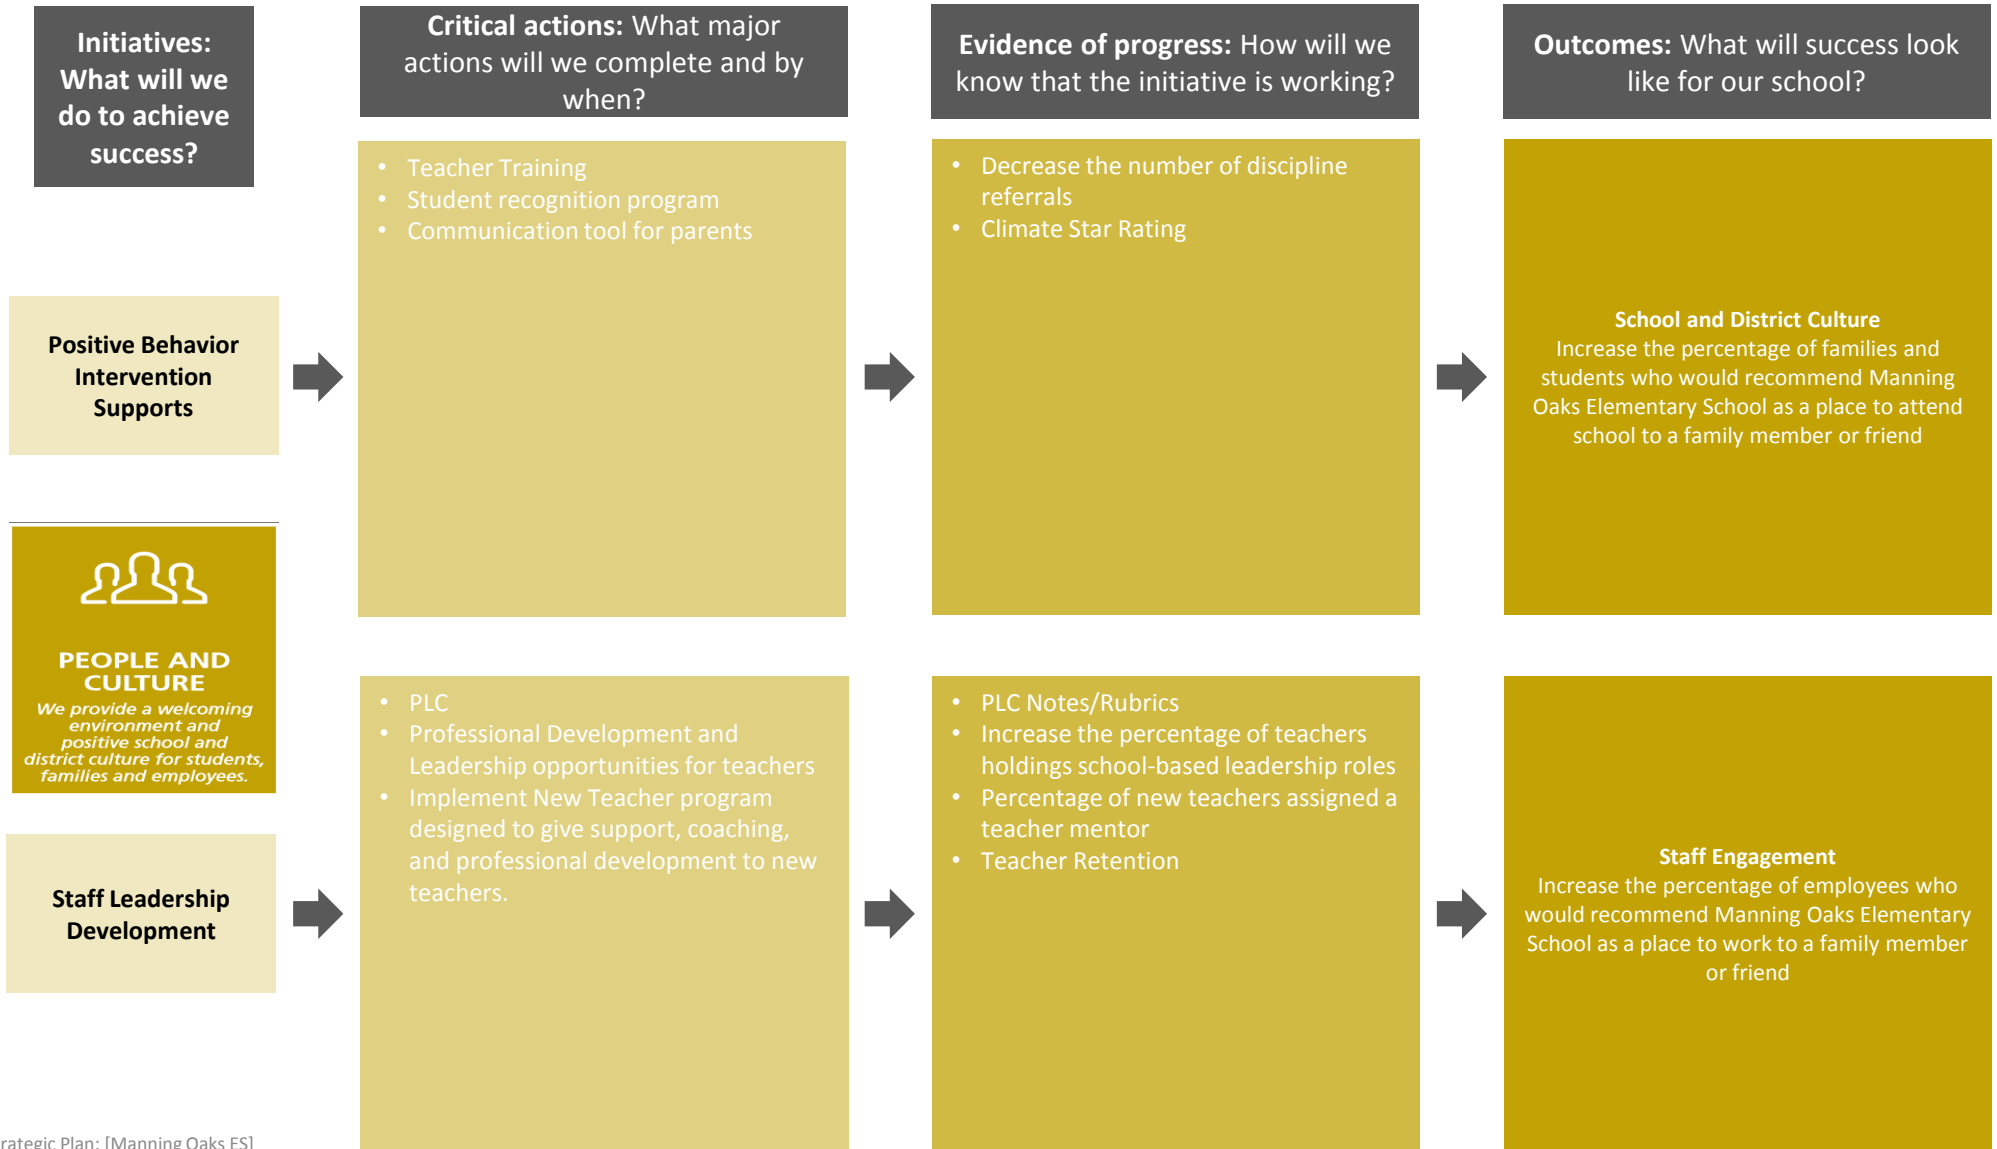 Initiatives:
What will we
do to achieve
success?
Critical actions: What major
actions will we complete and by
when?
Evidence of progress: How will we
know that the initiative is working?
Outcomes: What will success look
like for our school?
Positive Behavior
Intervention
Supports
• Teacher Training
• Student recognition program
• Communication tool for parents
• Decrease the number of discipline
referrals
• Climate Star Rating
School and District Culture
Increase the percentage of families and
students who would recommend Manning
Oaks Elementary School as a place to attend
school to a family member or friend
PEOPLE AND
CULTURE
We provide a welcoming
environment and
positive school and
district culture for students,
families and employees.
Staff Leadership
Development
• PLC
• Professional Development and
Leadership opportunities for teachers
• Implement New Teacher program
designed to give support, coaching,
and professional development to new
teachers.
• PLC Notes/Rubrics
• Increase the percentage of teachers
holdings school-based leadership roles
• Percentage of new teachers assigned a
teacher mentor
• Teacher Retention
Staff Engagement
Increase the percentage of employees who
would recommend Manning Oaks Elementary
School as a place to work to a family member
or friend
rategic Plan: [Manning Oaks ES]